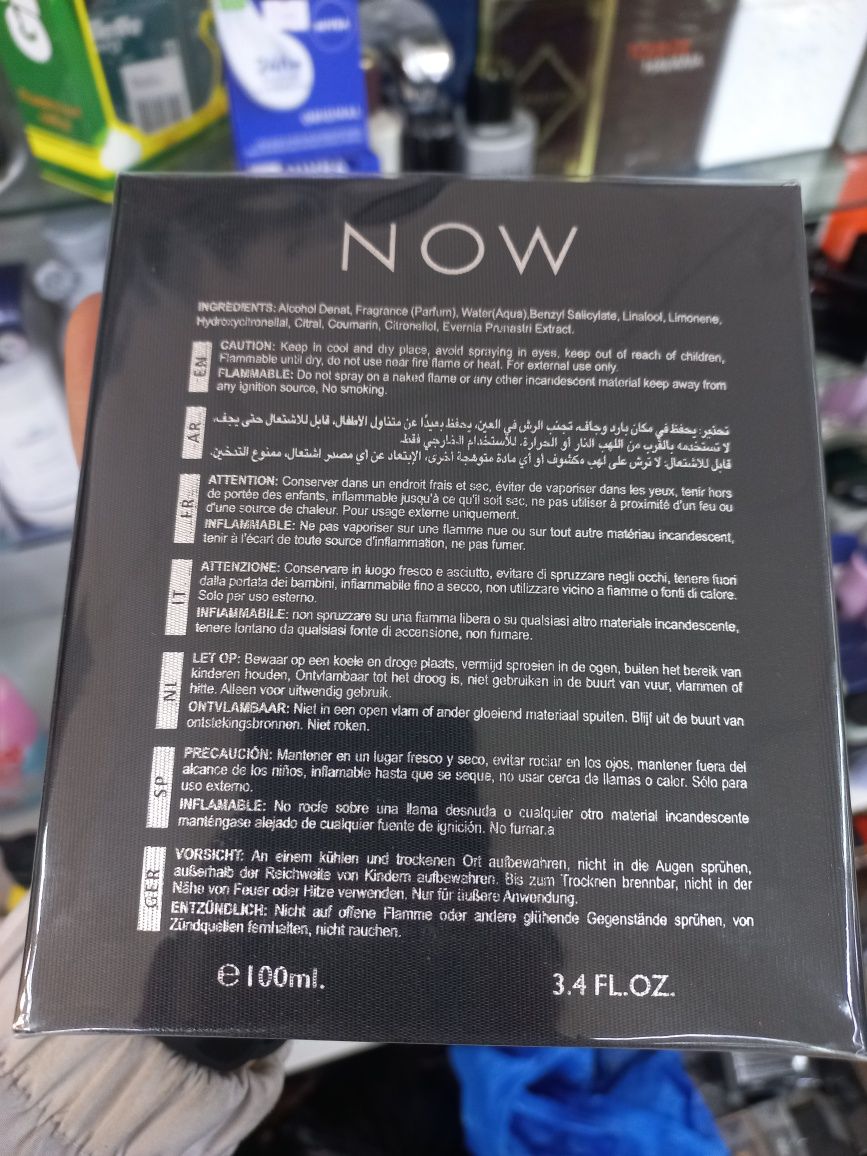 NOW
INGREDIENTS: Alcohol Denat, Fragrance (Parfum), Water(Aqua),Benzyl Salicylate, Linalool, Limonene,
Hydroxycitronellal, Citral, Coumarin, Citronellol, Evernia Prunastri Extract.
EN
CAUTION: Keep in cool and dry place, avoid spraying in eyes, keep out of reach of children,
Flammable until dry, do not use near fire flame or heat. For external use only.
FLAMMABLE: Do not spray on a naked flame or any other incandescent material keep away from
any ignition source, No smoking.
AR
تحذير: يحفظ في مكان بارد وجاف، تجنب الرش في العين، يحفظ بعيدًا عن متناول الأطفال، قابل للاشتعال حتى يجف،
لا تستخدمه بالقرب من اللهب النار أو الحرارة. للاستخدام الخارجي فقط.
قابل للاشتعال: لا ترش على لهب مكشوف أو أي مادة متوهجة أخرى، الإبتعاد عن أي مصدر اشتعال، ممنوع التدخين.
FR
ATTENTION: Conserver dans un endroit frais et sec, éviter de vaporiser dans les yeux, tenir hors
de portée des enfants, inflammable jusqu'à ce qu'il soit sec, ne pas utiliser à proximité d'un feu ou
d'une source de chaleur. Pour usage externe uniquement.
INFLAMMABLE: Ne pas vaporiser sur une flamme nue ou sur tout autre matériau incandescent,
tenir à l'écart de toute source d'inflammation, ne pas fumer.
IT
ATTENZIONE: Conservare in luogo fresco e asciutto, evitare di spruzzare negli occhi, tenere fuori
dalla portata dei bambini, infiammabile fino a secco, non utilizzare vicino a fiamme o fonti di calore.
Solo per uso esterno.
INFIAMMABILE: non spruzzare su una fiamma libera o su qualsiasi altro materiale incandescente,
tenere lontano da qualsiasi fonte di accensione, non fumare.
NL
LET OP: Bewaar op een koele en droge plaats, vermijd sproeien in de ogen, buiten het bereik van
kinderen houden, Ontvlambaar tot het droog is, niet gebruiken in de buurt van vuur, vlammen of
hitte. Alleen voor uitwendig gebruik.
ONTVLAMBAAR: Niet in een open vlam of ander gloeiend materiaal spuiten. Blijf uit de buurt van
ontstekingsbronnen. Niet roken.
SP
PRECAUCIÓN: Mantener en un lugar fresco y seco, evitar rociar en los ojos, mantener fuera del
alcance de los niños, inflamable hasta que se seque, no usar cerca de llamas o calor. Sólo para
uso externo.
INFLAMABLE: No rocíe sobre una llama desnuda o cualquier otro material incandescente
manténgase alejado de cualquier fuente de ignición. No fumar.a
GER
VORSICHT: An einem kühlen und trockenen Ort aufbewahren, nicht in die Augen sprühen,
außerhalb der Reichweite von Kindern aufbewahren. Bis zum Trocknen brennbar, nicht in der
Nähe von Feuer oder Hitze verwenden. Nur für äußere Anwendung.
ENTZÜNDLICH: Nicht auf offene Flamme oder andere glühende Gegenstände sprühen, von
Zündquellen fernhalten, nicht rauchen.
℮100ml.
3.4 FL.OZ.